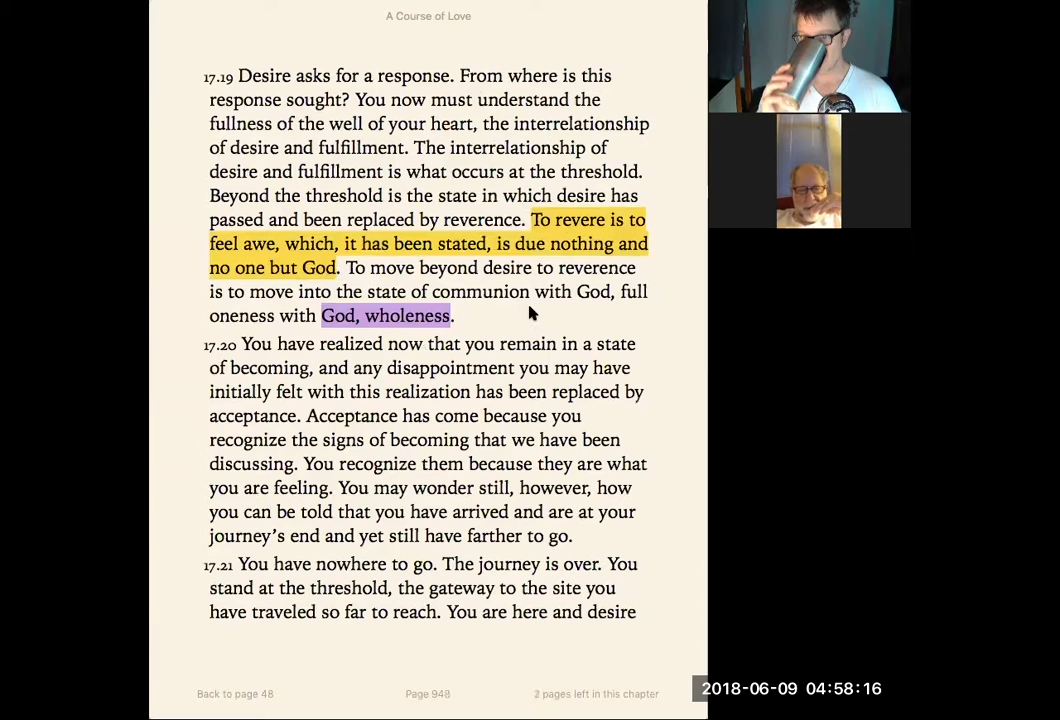 A Course of Love
17.19 Desire asks for a response. From where is this
response sought? You now must understand the
fullness of the well of your heart, the interrelationship
of desire and fulfillment. The interrelationship of
desire and fulfillment is what occurs at the threshold.
Beyond the threshold is the state in which desire has
passed and been replaced by reverence. To revere is to
feel awe, which, it has been stated, is due nothing and
no one but God. To move beyond desire to reverence
is to move into the state of communion with God, full
oneness with God, wholeness.
17.20 You have realized now that you remain in a state
of becoming, and any disappointment you may have
initially felt with this realization has been replaced by
acceptance. Acceptance has come because you
recognize the signs of becoming that we have been
discussing. You recognize them because they are what
you are feeling. You may wonder still, however, how
you can be told that you have arrived and are at your
journey’s end and yet still have farther to go.
17.21 You have nowhere to go. The journey is over. You
stand at the threshold, the gateway to the site you
have traveled so far to reach. You are here and desire
Back to page 48
Page 948
2 pages left in this chapter
2018-06-09 04:58:16